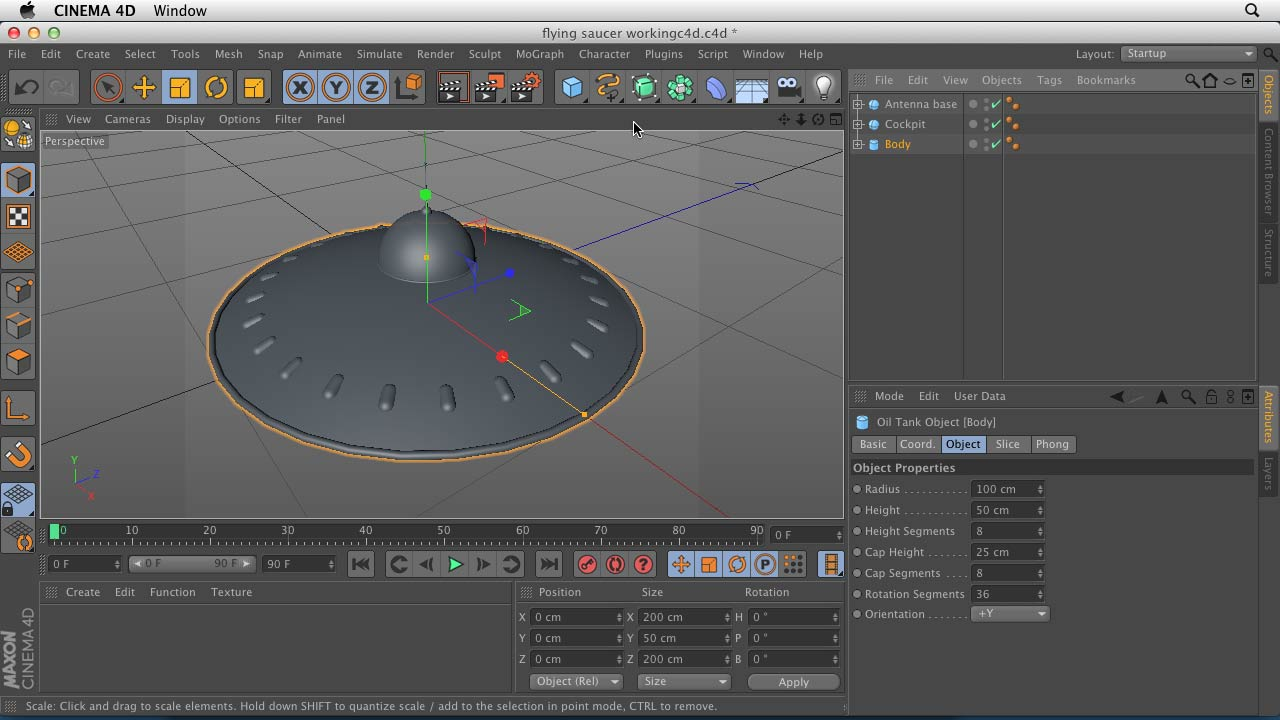 CINEMA 4D Window
flying saucer workingc4d.c4d *
File Edit Create Select Tools Mesh Snap Animate Simulate Render Sculpt MoGraph Character Plugins Script Window Help Layout: Startup
X Y Z
File Edit View Objects Tags Bookmarks
View Cameras Display Options Filter Panel
Perspective
Antenna base
Cockpit
Body
Objects
Content Browser
Structure
Y
Z
X
Mode Edit User Data
Oil Tank Object [Body]
Basic Coord. Object Slice Phong
Object Properties
Radius . . . . . . . . . . . 100 cm
Height . . . . . . . . . . . 50 cm
Height Segments 8
Cap Height . . . . . . 25 cm
Cap Segments . . 8
Rotation Segments 36
Orientation . . . . . . . +Y
Attributes
Layers
0 10 20 30 40 50 60 70 80 90 0 F
0 F 0 F 90 F 90 F P
Create Edit Function Texture
Position Size Rotation
X 0 cm X 200 cm H 0 °
Y 0 cm Y 50 cm P 0 °
Z 0 cm Z 200 cm B 0 °
Object (Rel) Size Apply
MAXON
CINEMA 4D
Scale: Click and drag to scale elements. Hold down SHIFT to quantize scale / add to the selection in point mode, CTRL to remove.